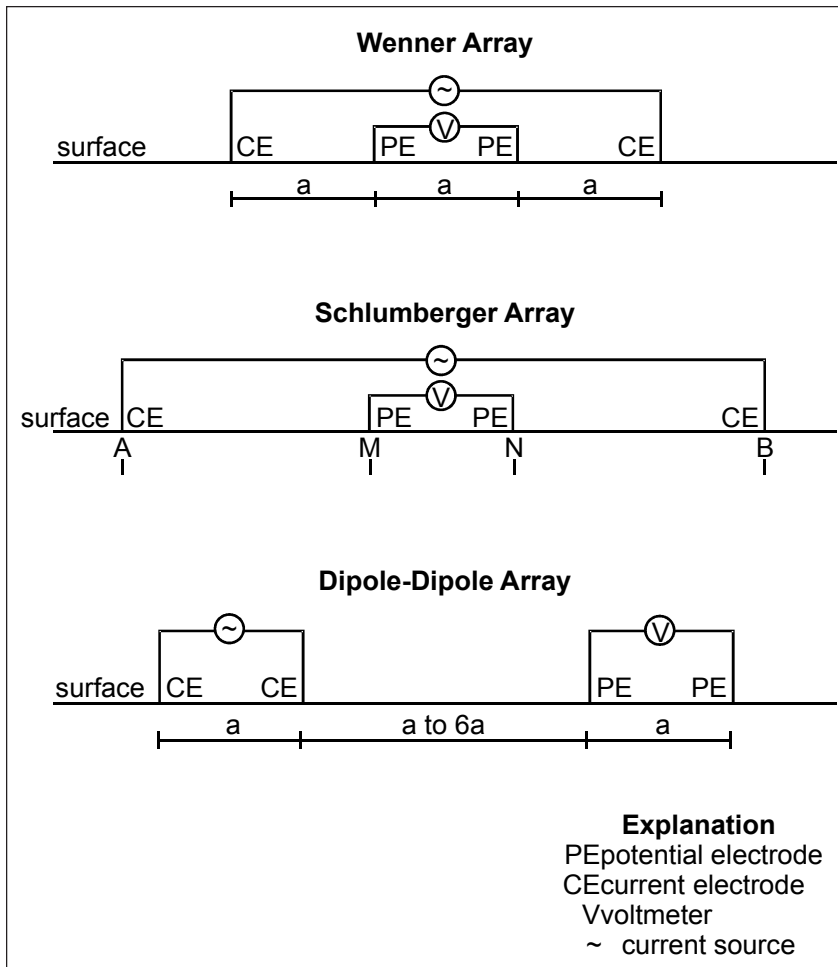 Wenner Array
~
V
surface CE PE PE CE
a a a
Schlumberger Array
~
V
surface CE PE PE CE
A M N B
Dipole-Dipole Array
~ V
surface CE CE PE PE
a a to 6a a
Explanation
PEpotential electrode
CEcurrent electrode
Vvoltmeter
~ current source